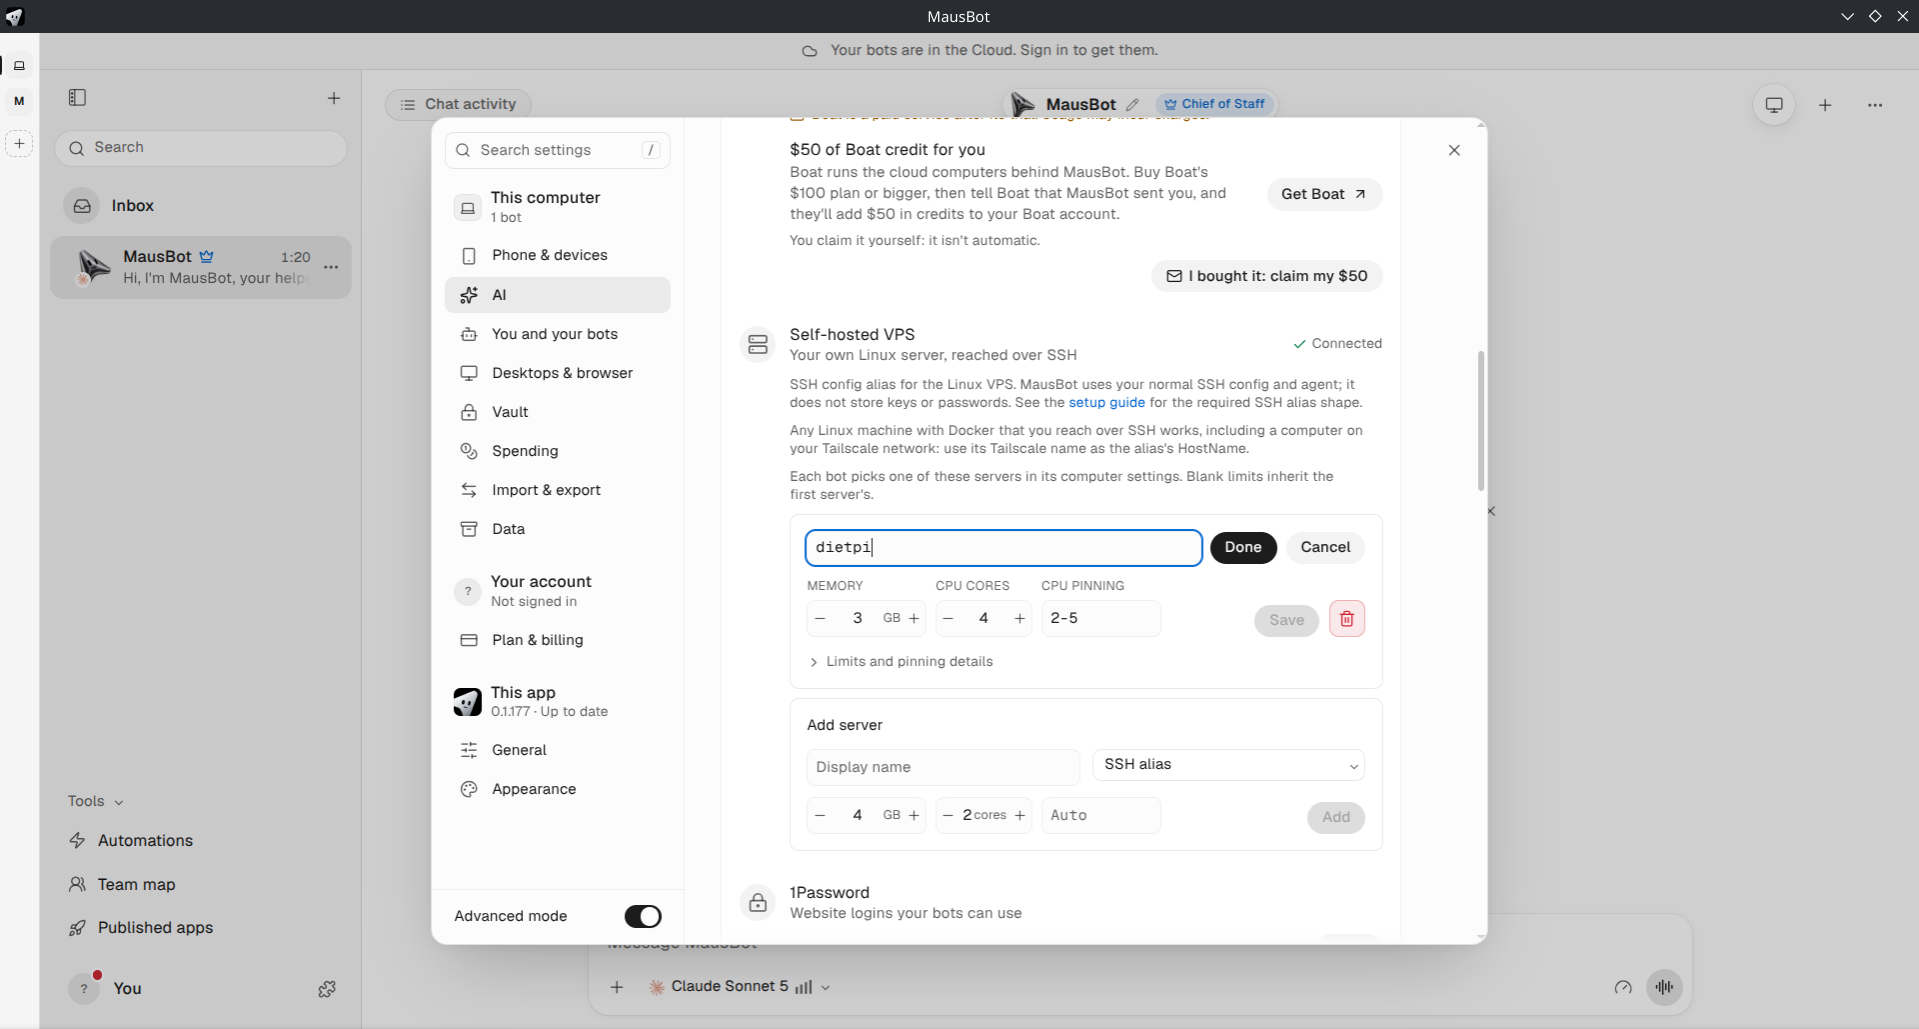 MausBot
Your bots are in the Cloud. Sign in to get them.
M
Search
Inbox
MausBot
1:20
Hi, I'm MausBot, your help
Tools
Automations
Team map
Published apps
?
You
Chat activity
MausBot
Chief of Staff
Search settings
/
This computer
1 bot
Phone & devices
AI
You and your bots
Desktops & browser
Vault
Spending
Import & export
Data
?
Your account
Not signed in
Plan & billing
This app
0.1.177 · Up to date
General
Appearance
Advanced mode
Boat is a paid service after its trial. Usage may incur charges.
$50 of Boat credit for you
Boat runs the cloud computers behind MausBot. Buy Boat's
$100 plan or bigger, then tell Boat that MausBot sent you, and
they'll add $50 in credits to your Boat account.
You claim it yourself: it isn't automatic.
Get Boat
I bought it: claim my $50
Self-hosted VPS
Your own Linux server, reached over SSH
Connected
SSH config alias for the Linux VPS. MausBot uses your normal SSH config and agent; it
does not store keys or passwords. See the setup guide for the required SSH alias shape.
Any Linux machine with Docker that you reach over SSH works, including a computer on
your Tailscale network: use its Tailscale name as the alias's HostName.
Each bot picks one of these servers in its computer settings. Blank limits inherit the
first server's.
dietpi
Done
Cancel
MEMORY
CPU CORES
CPU PINNING
− 3 GB +
− 4 +
2-5
Save
Limits and pinning details
Add server
Display name
SSH alias
− 4 GB +
− 2 cores +
Auto
Add
1Password
Website logins your bots can use
Message MausBot
Claude Sonnet 5